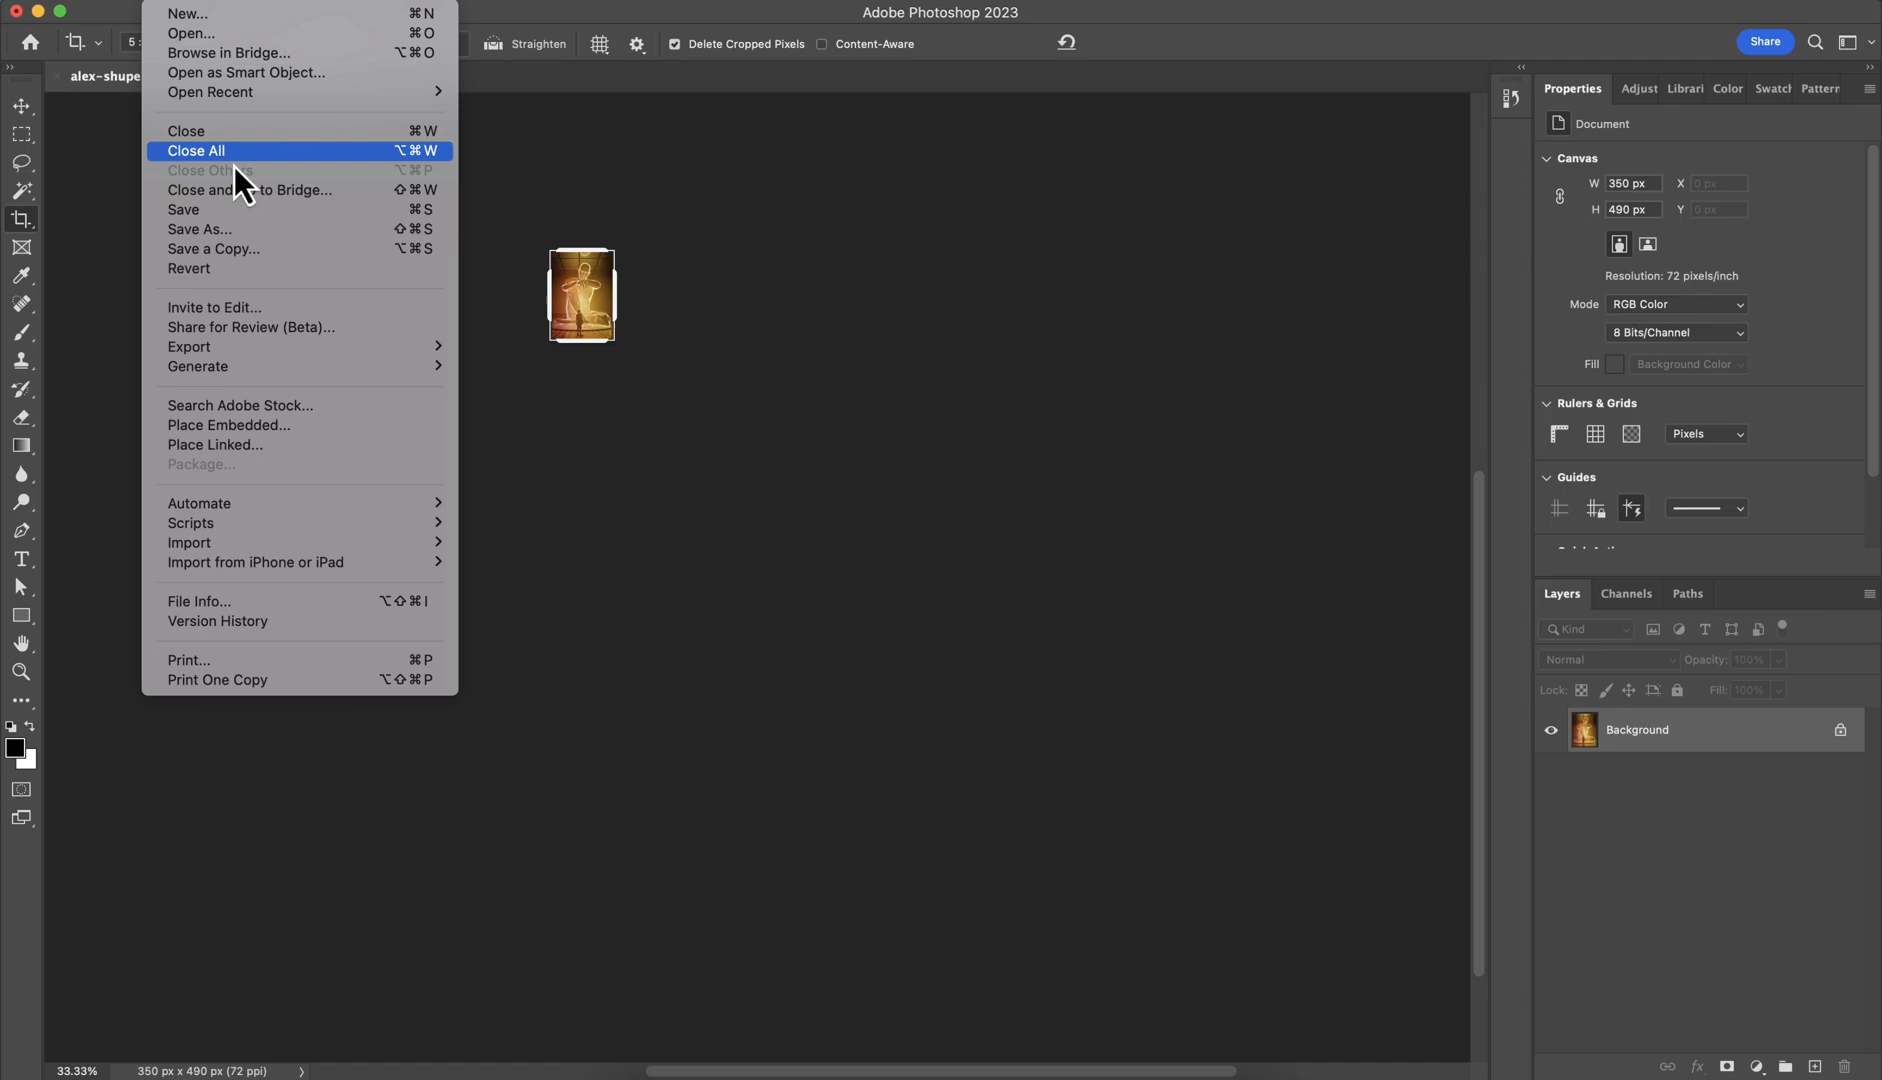 Adobe Photoshop 2023
New... ⌘N
Open... ⌘O
Browse in Bridge... ⌥⌘O
Open as Smart Object...
Open Recent
Close ⌘W
Close All ⌥⌘W
Close Others ⌥⌘P
Close and to Bridge... ⇧⌘W
Save ⌘S
Save As... ⇧⌘S
Save a Copy... ⌥⌘S
Revert
Invite to Edit...
Share for Review (Beta)...
Export
Generate
Search Adobe Stock...
Place Embedded...
Place Linked...
Package...
Automate
Scripts
Import
Import from iPhone or iPad
File Info... ⌥⇧⌘I
Version History
Print... ⌘P
Print One Copy ⌥⇧⌘P
5 :
Straighten
Delete Cropped Pixels
Content-Aware
Share
alex-shupe
Properties Adjust Librari Color Swatch Pattern
Document
Canvas
W 350 px X 0 px
H 490 px Y 0 px
Resolution: 72 pixels/inch
Mode RGB Color
8 Bits/Channel
Fill Background Color
Rulers & Grids
Pixels
Guides
Layers Channels Paths
Kind
Normal Opacity: 100%
Lock: Fill: 100%
Background
33.33% 350 px x 490 px (72 ppi)